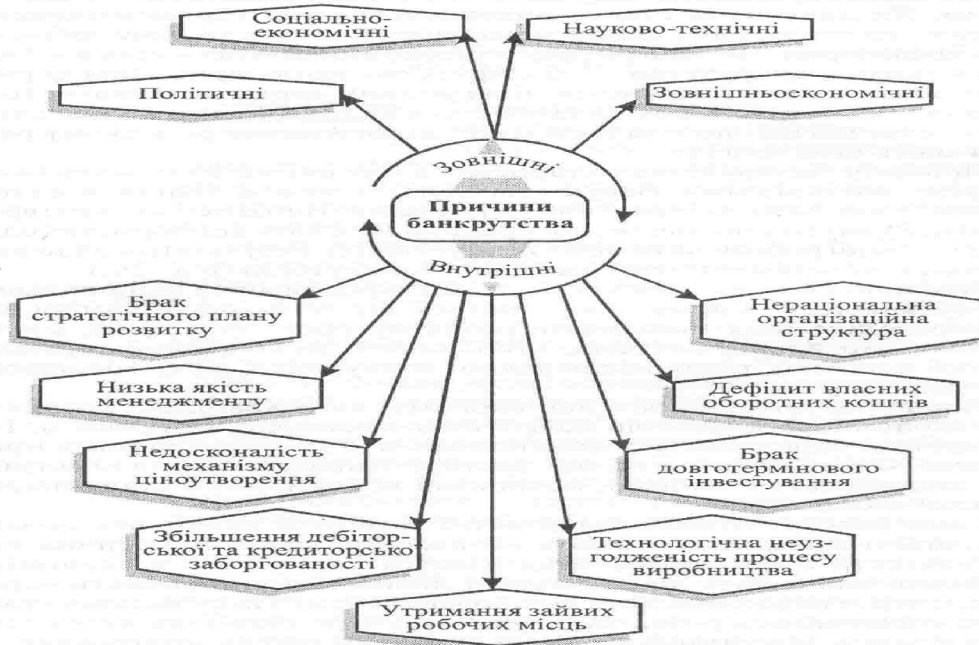 Соціально-
економічні
Науково-технічні
Політичні
Зовнішньоекономічні
Зовнішні
Причини
банкрутства
Внутрішні
Брак
стратегічного плану
розвитку
Нераціональна
організаційна
структура
Низька якість
менеджменту
Дефіцит власних
оборотних коштів
Недосконалість
механізму
ціноутворення
Брак
довготермінового
інвестування
Збільшення дебітор-
ської та кредиторсько
заборгованості
Технологічна неуз-
годженість процесу
виробництва
Утримання зайвих
робочих місць